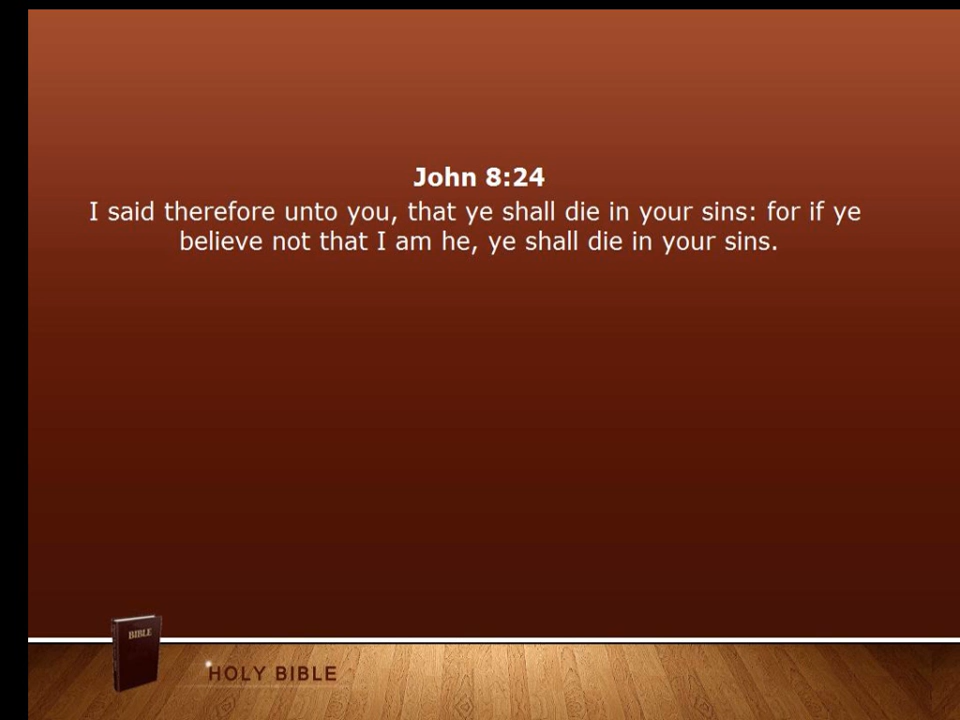 John 8:24
I said therefore unto you, that ye shall die in your sins: for if ye
believe not that I am he, ye shall die in your sins.
BIBLE
HOLY BIBLE